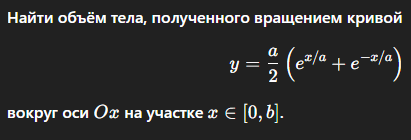 Найти объём тела, полученного вращением кривой
y = \frac{a}{2} \left( e^{x/a} + e^{-x/a} \right)
вокруг оси Ox на участке x ∈ [0, b].